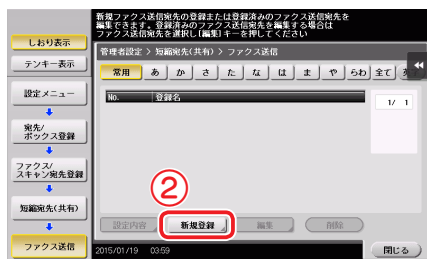 新規ファクス送信宛先の登録または登録済みのファクス送信宛先を
編集できます。登録済みのファクス送信宛先を編集する場合は
ファクス送信宛先を選択し[編集]キーを押してください
しおり表示
テンキー表示
設定メニュー
宛先/
ボックス登録
ファクス/
スキャン宛先登録
短縮宛先(共有)
ファクス送信
管理者設定 > 短縮宛先(共有) > ファクス送信
常用 あ か さ た な は ま や らわ 全て
No. 登録名
1/ 1
②
設定内容 新規登録 編集 削除
2015/01/19 03:59
閉じる